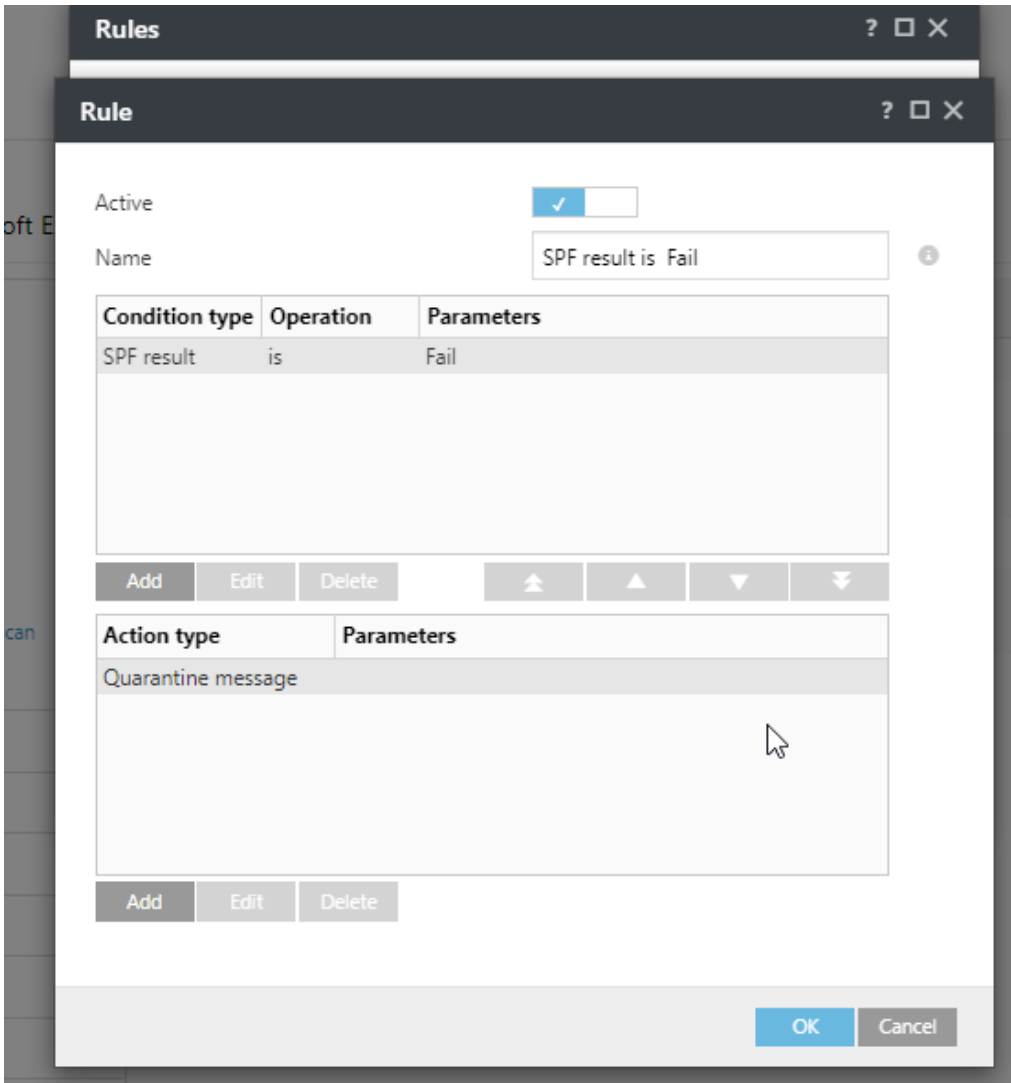 Rules
Rule
Active
oft E
Name SPF result is  Fail
Condition type Operation Parameters
SPF result is Fail
Add Edit Delete
can
Action type Parameters
Quarantine message
Add Edit Delete
OK Cancel